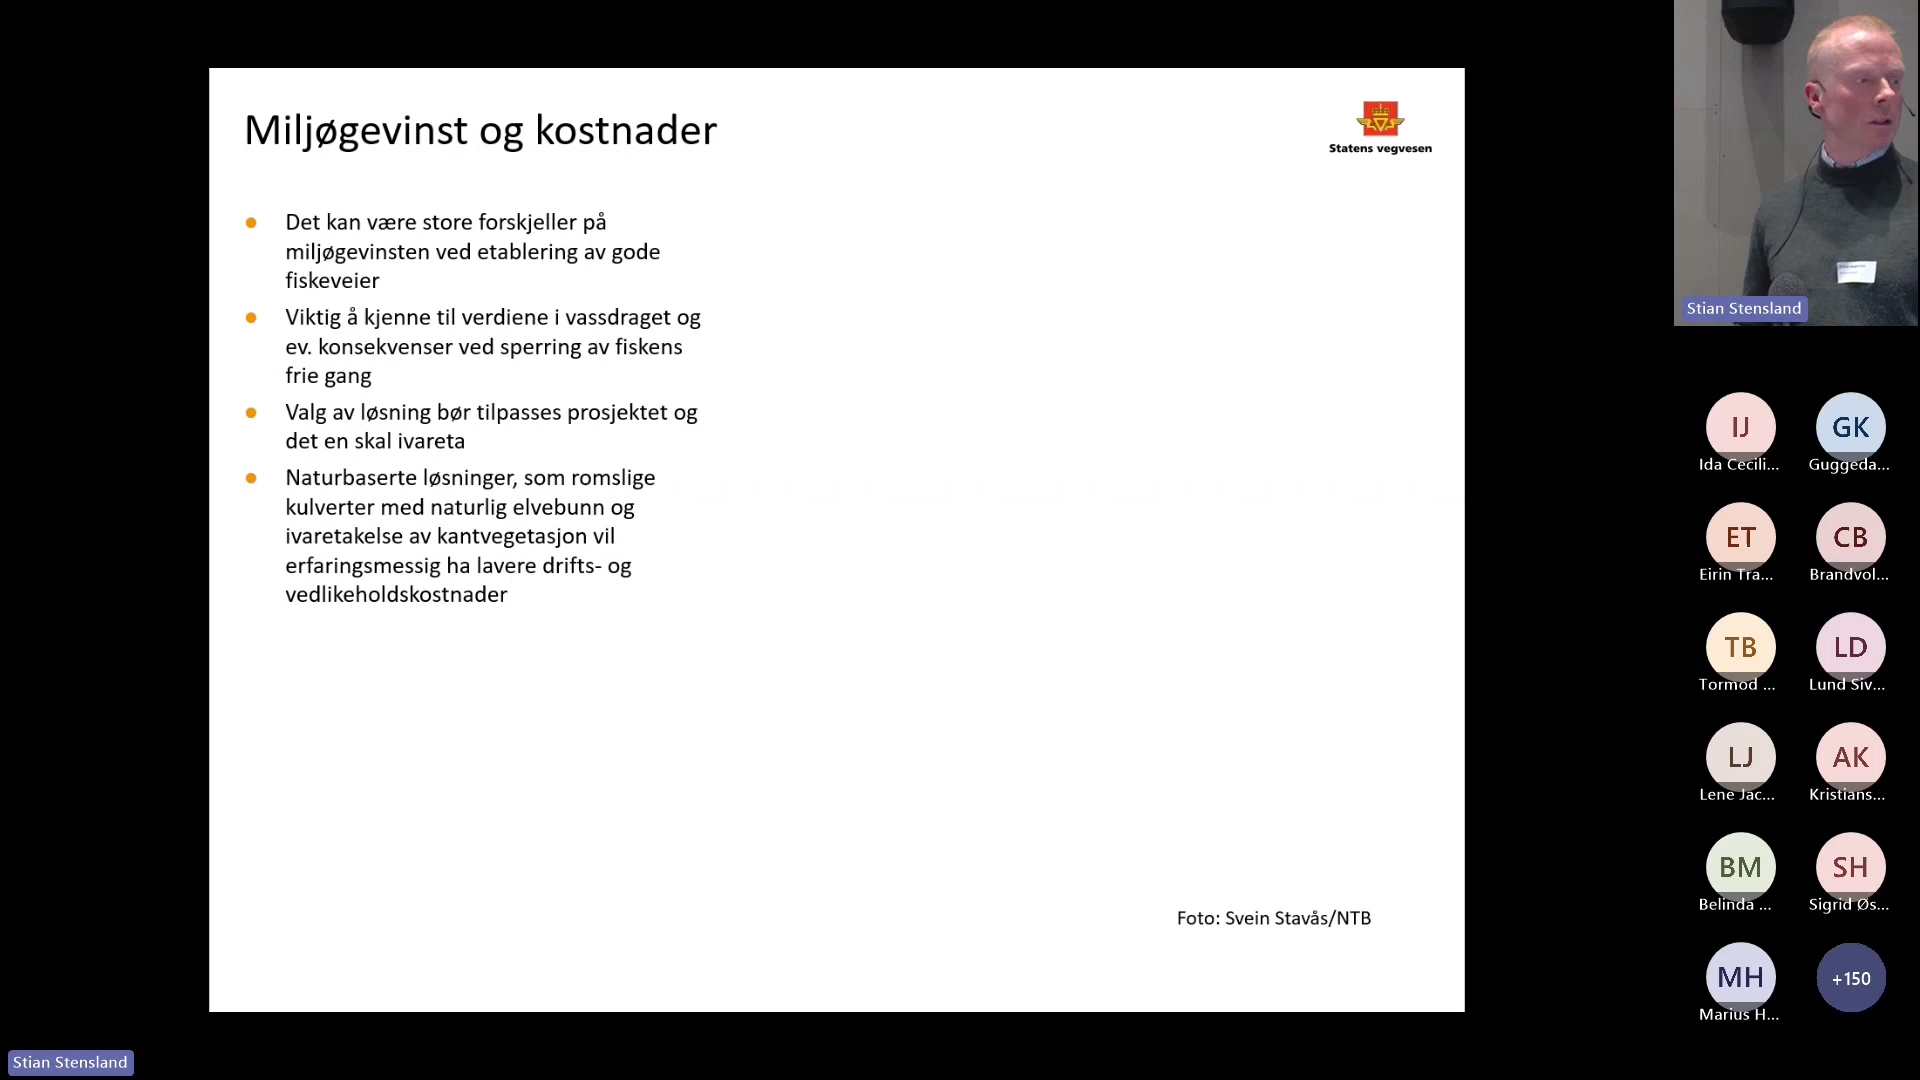 Miljøgevinst og kostnader
Statens vegvesen
Det kan være store forskjeller på
miljøgevinsten ved etablering av gode
fiskeveier
Viktig å kjenne til verdiene i vassdraget og
ev. konsekvenser ved sperring av fiskens
frie gang
Valg av løsning bør tilpasses prosjektet og
det en skal ivareta
Naturbaserte løsninger, som romslige
kulverter med naturlig elvebunn og
ivaretakelse av kantvegetasjon vil
erfaringsmessig ha lavere drifts- og
vedlikeholdskostnader
Foto: Svein Stavås/NTB
Stian Stensland
IJ
GK
Ida Cecili...
Guggeda...
ET
CB
Eirin Tra...
Brandvol...
TB
LD
Tormod ...
Lund Siv...
LJ
AK
Lene Jac...
Kristians...
BM
SH
Belinda ...
Sigrid Øs...
MH
+150
Marius H...
Stian Stensland